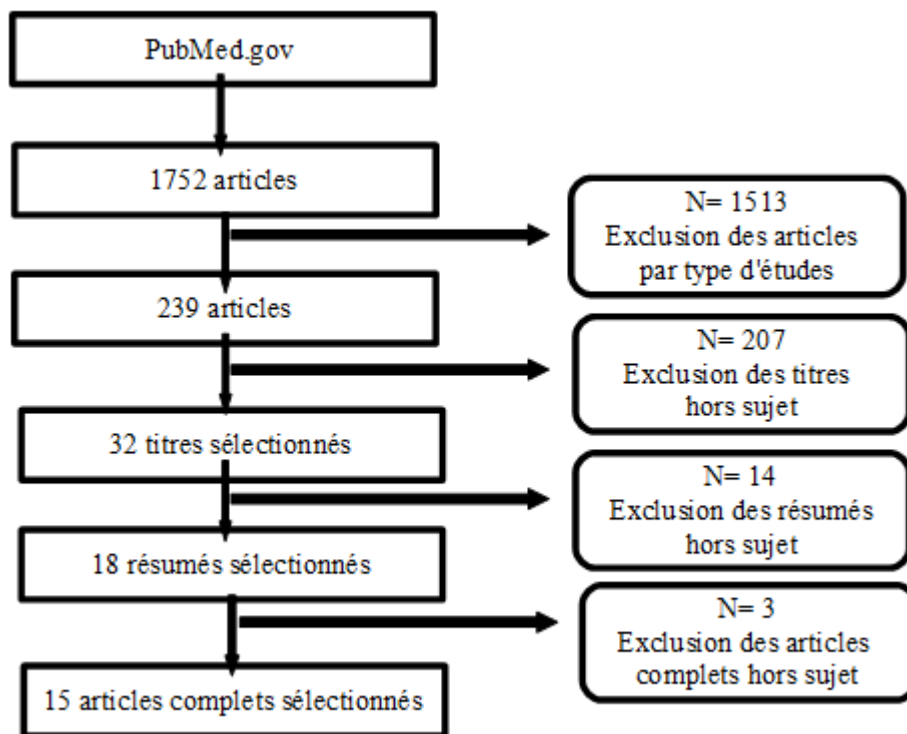 PubMed.gov
1752 articles
N= 1513
Exclusion des articles
par type d'études
239 articles
N= 207
Exclusion des titres
hors sujet
32 titres sélectionnés
N= 14
Exclusion des résumés
hors sujet
18 résumés sélectionnés
N= 3
Exclusion des articles
complets hors sujet
15 articles complets sélectionnés